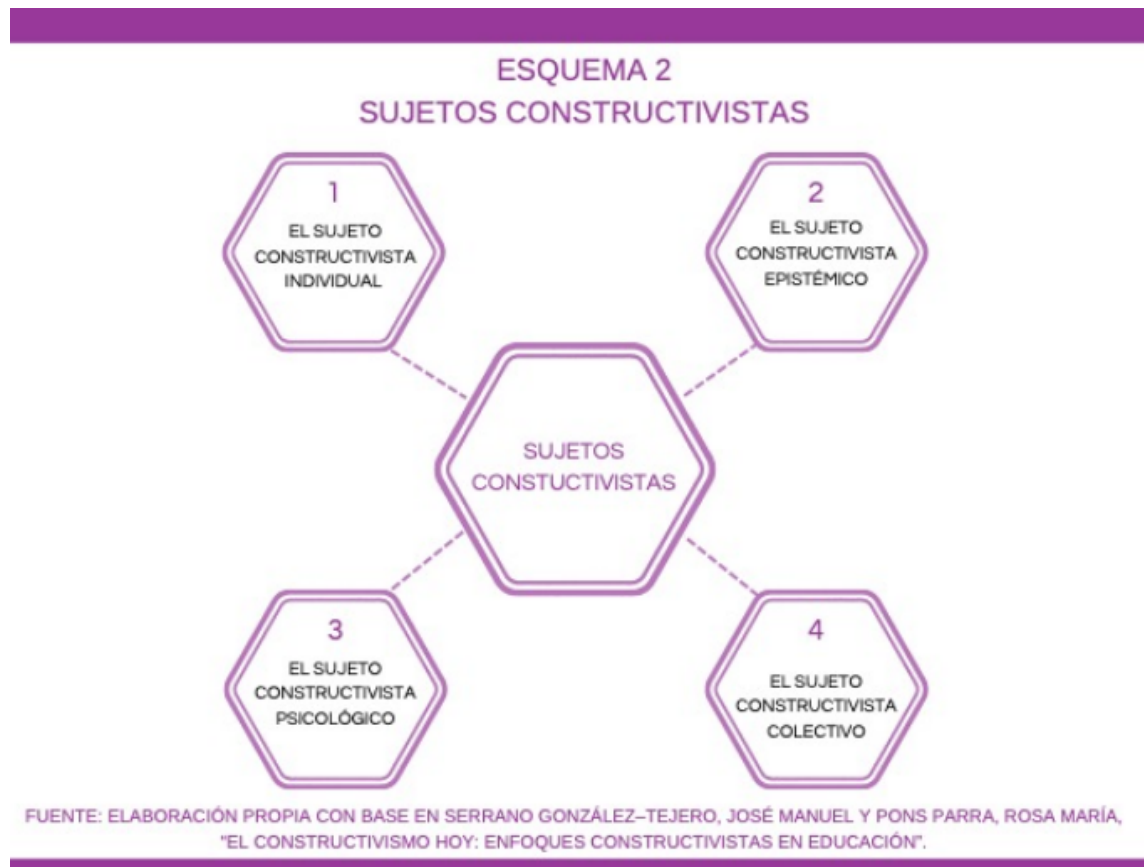 ESQUEMA 2
SUJETOS CONSTRUCTIVISTAS
1
EL SUJETO
CONSTRUCTIVISTA
INDIVIDUAL
2
EL SUJETO
CONSTRUCTIVISTA
EPISTÉMICO
SUJETOS
CONSTUCTIVISTAS
3
EL SUJETO
CONSTRUCTIVISTA
PSICOLÓGICO
4
EL SUJETO
CONSTRUCTIVISTA
COLECTIVO
FUENTE: ELABORACIÓN PROPIA CON BASE EN SERRANO GONZÁLEZ–TEJERO, JOSÉ MANUEL Y PONS PARRA, ROSA MARÍA,
"EL CONSTRUCTIVISMO HOY: ENFOQUES CONSTRUCTIVISTAS EN EDUCACIÓN".